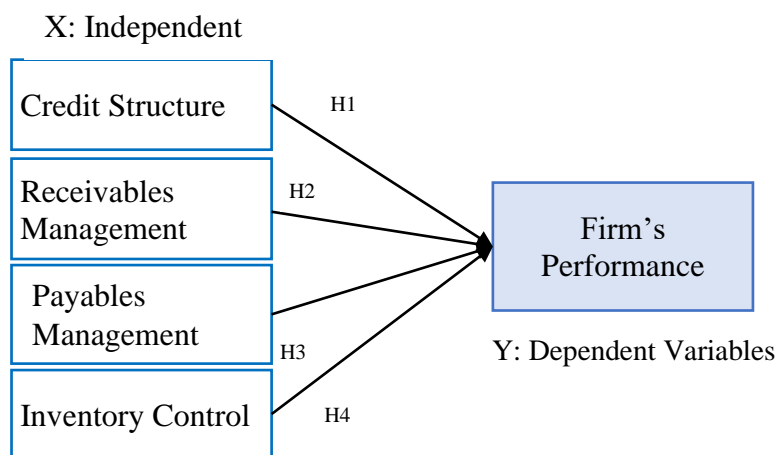 X: Independent
Credit Structure
H1
Receivables
Management
H2
Firm's
Performance
Payables
Management
H3
Y: Dependent Variables
Inventory Control
H4